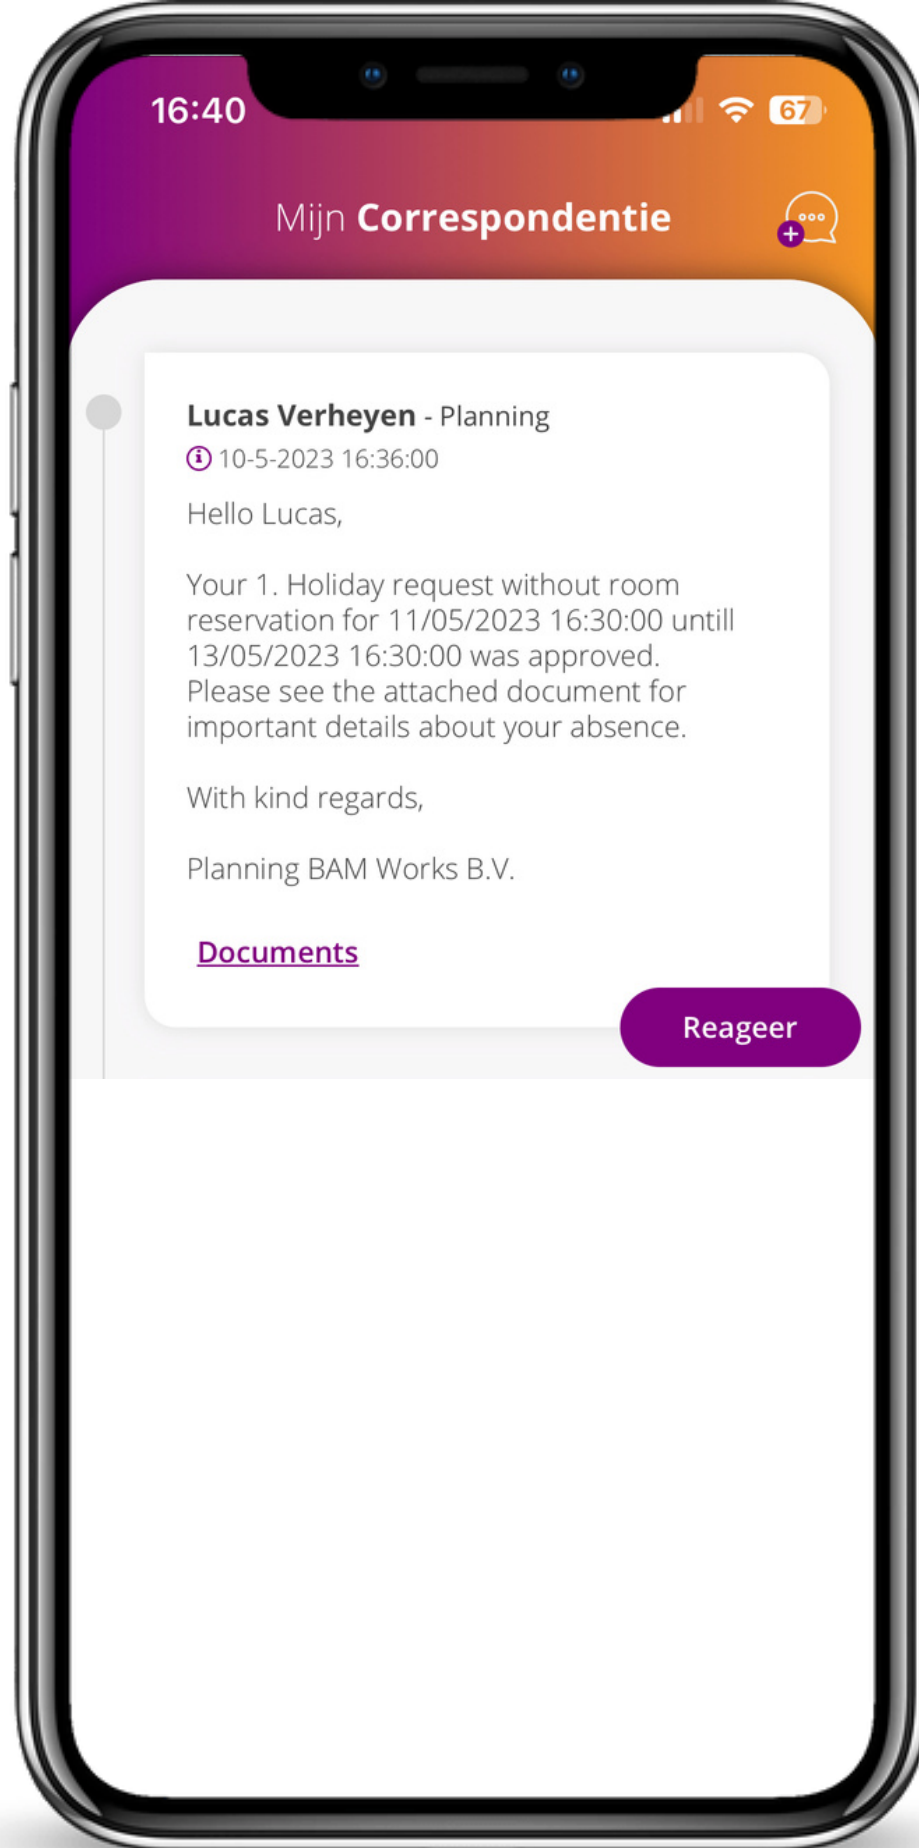 16:40
67
Mijn Correspondentie
Lucas Verheyen - Planning
10-5-2023 16:36:00
Hello Lucas,
Your 1. Holiday request without room
reservation for 11/05/2023 16:30:00 untill
13/05/2023 16:30:00 was approved.
Please see the attached document for
important details about your absence.
With kind regards,
Planning BAM Works B.V.
Documents
Reageer